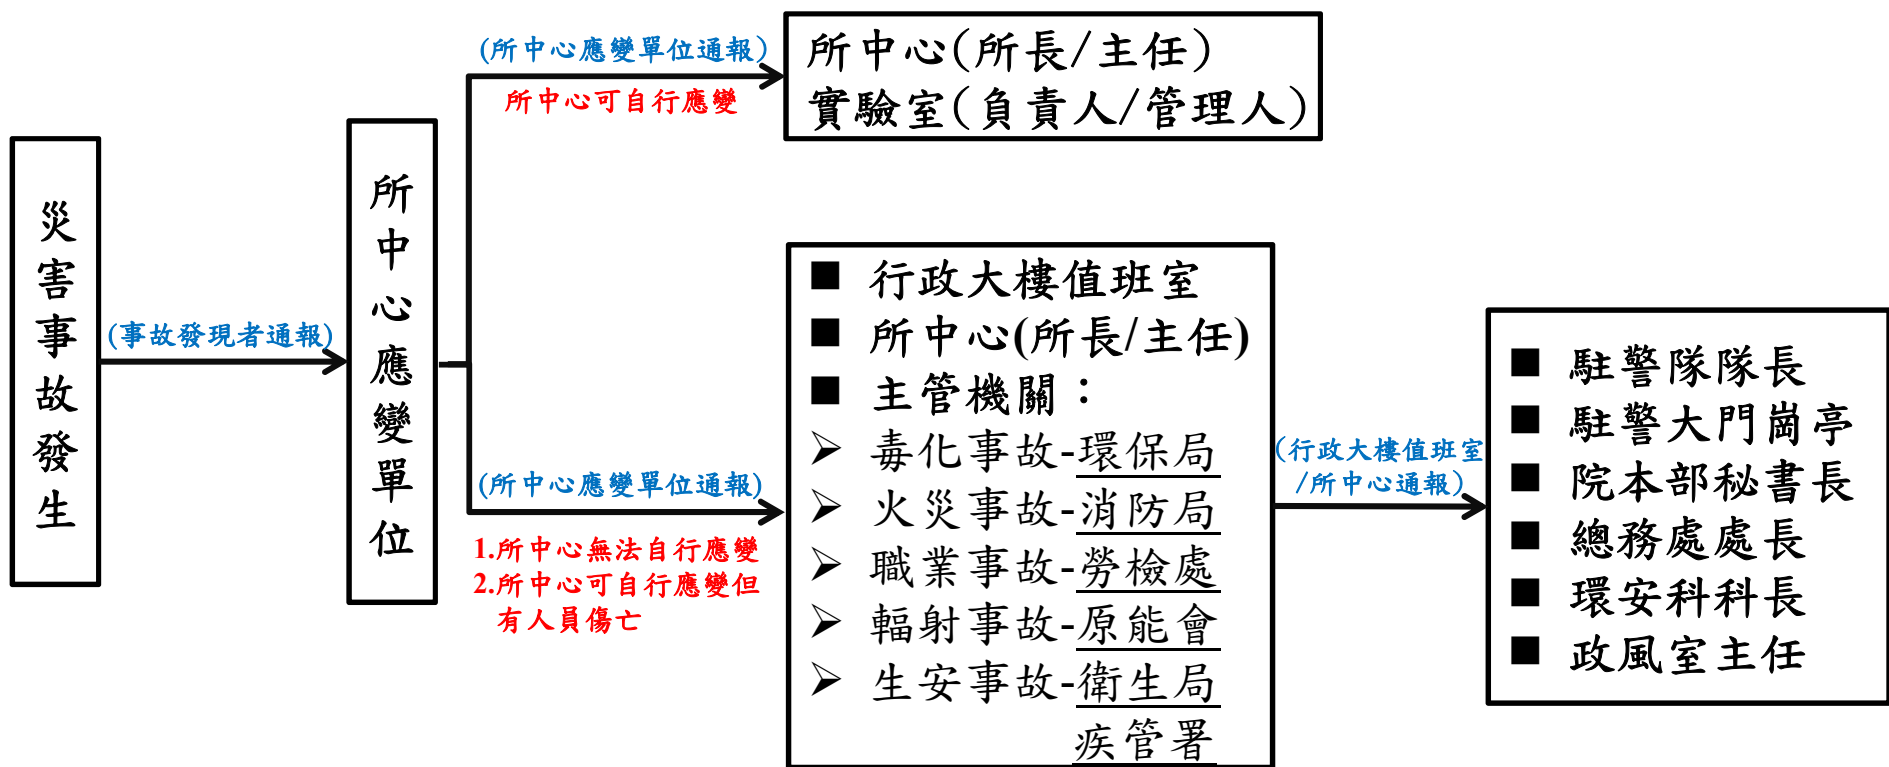 災害事故發生
(事故發現者通報)
所中心應變單位
(所中心應變單位通報)
所中心可自行應變
所中心(所長/主任)
實驗室(負責人/管理人)
(所中心應變單位通報)
1.所中心無法自行應變
2.所中心可自行應變但
有人員傷亡
■ 行政大樓值班室
■ 所中心(所長/主任)
■ 主管機關：
➢ 毒化事故-環保局
➢ 火災事故-消防局
➢ 職業事故-勞檢處
➢ 輻射事故-原能會
➢ 生安事故-衛生局
疾管署
(行政大樓值班室
/所中心通報)
■ 駐警隊隊長
■ 駐警大門崗亭
■ 院本部秘書長
■ 總務處處長
■ 環安科科長
■ 政風室主任